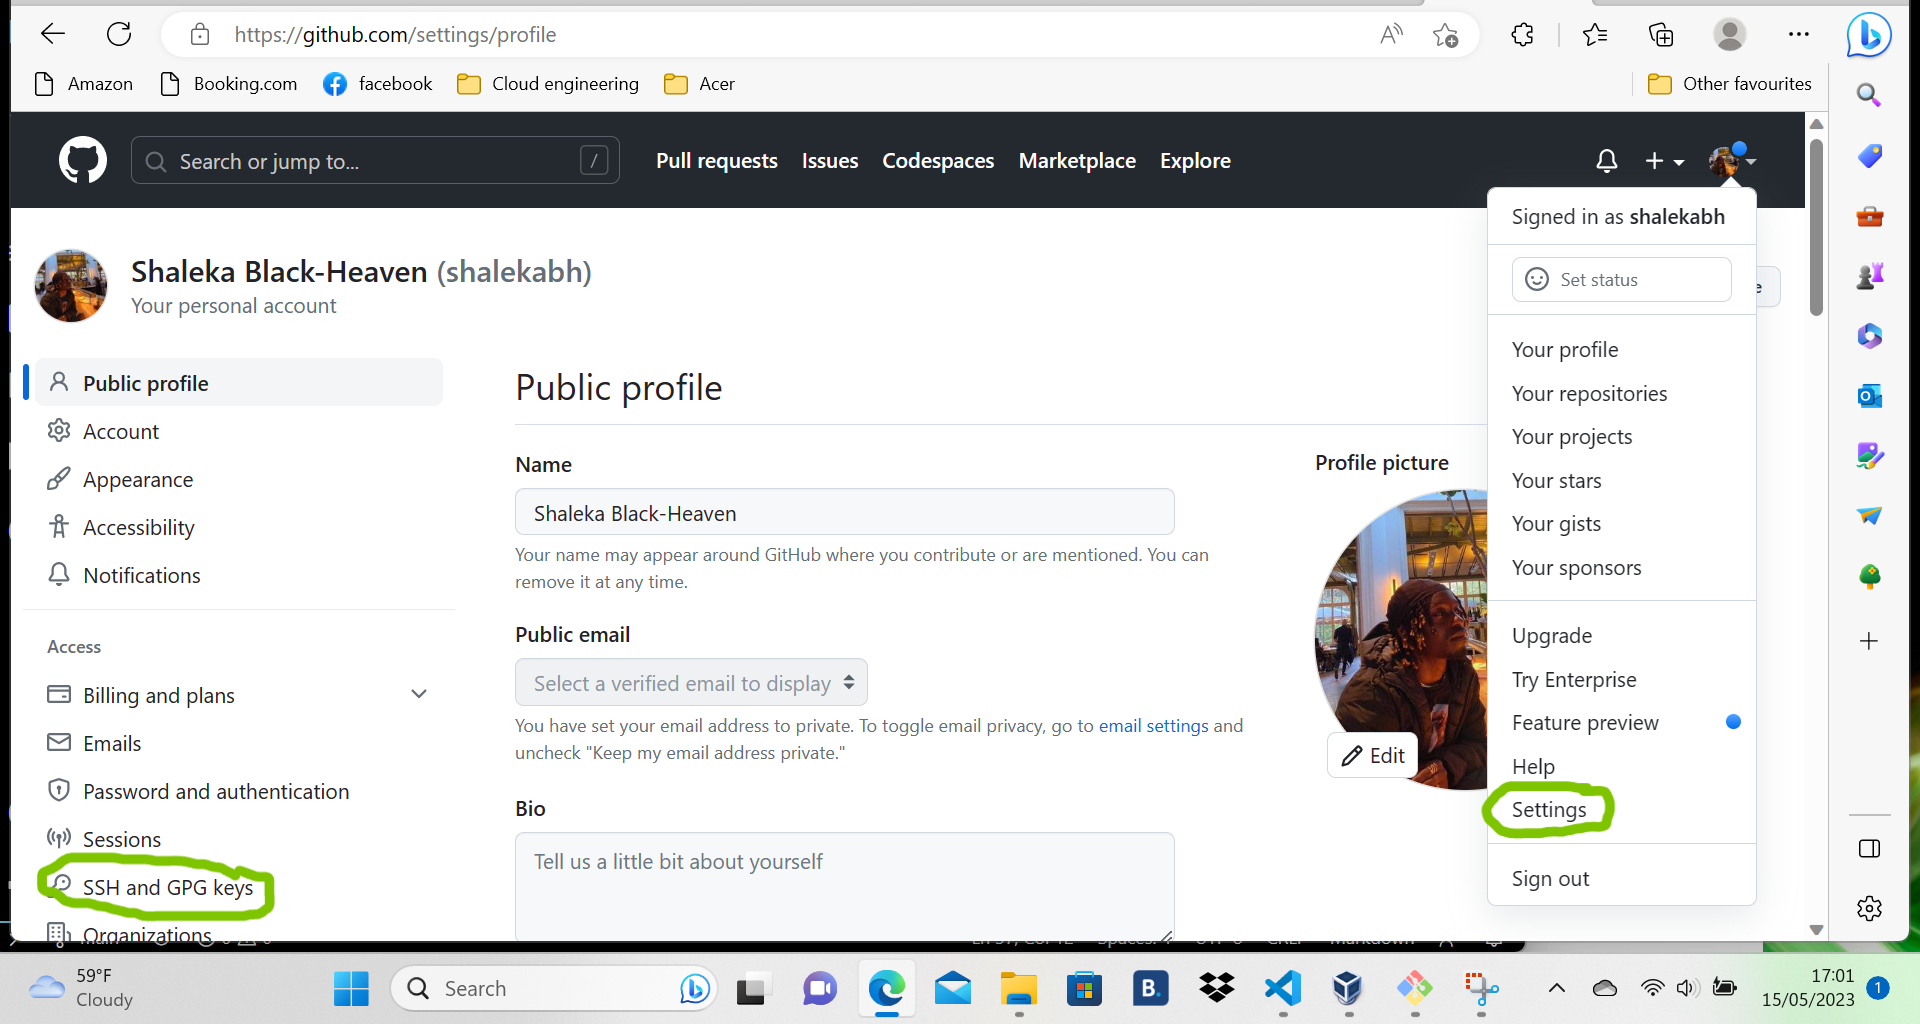 https://github.com/settings/profile
Amazon
Booking.com
facebook
Cloud engineering
Acer
Other favourites
Search or jump to...
/
Pull requests
Issues
Codespaces
Marketplace
Explore
Signed in as shalekabh
Set status
Your profile
Your repositories
Your projects
Your stars
Your gists
Your sponsors
Upgrade
Try Enterprise
Feature preview
Help
Settings
Sign out
Shaleka Black-Heaven (shalekabh)
Your personal account
Public profile
Account
Appearance
Accessibility
Notifications
Access
Billing and plans
Emails
Password and authentication
Sessions
SSH and GPG keys
Organizations
Public profile
Name
Shaleka Black-Heaven
Your name may appear around GitHub where you contribute or are mentioned. You can
remove it at any time.
Public email
Select a verified email to display
You have set your email address to private. To toggle email privacy, go to email settings and
uncheck "Keep my email address private."
Bio
Tell us a little bit about yourself
Profile picture
Edit
59°F
Cloudy
Search
B.
17:01
15/05/2023
1